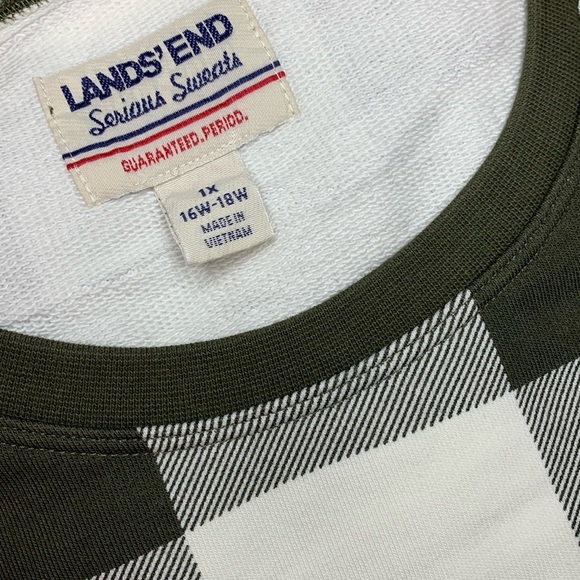 LANDS' END
Serious Sweats
GUARANTEED. PERIOD.
1X
16W-18W
MADE IN
VIETNAM